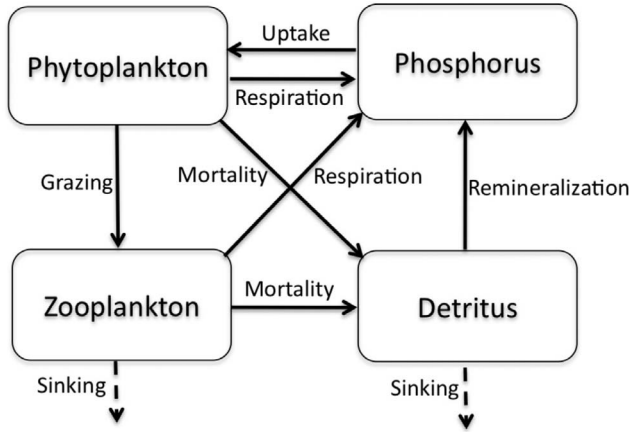 Uptake
Phytoplankton
Phosphorus
Respiration
Grazing
Mortality
Respiration
Remineralization
Zooplankton
Mortality
Detritus
Sinking
Sinking